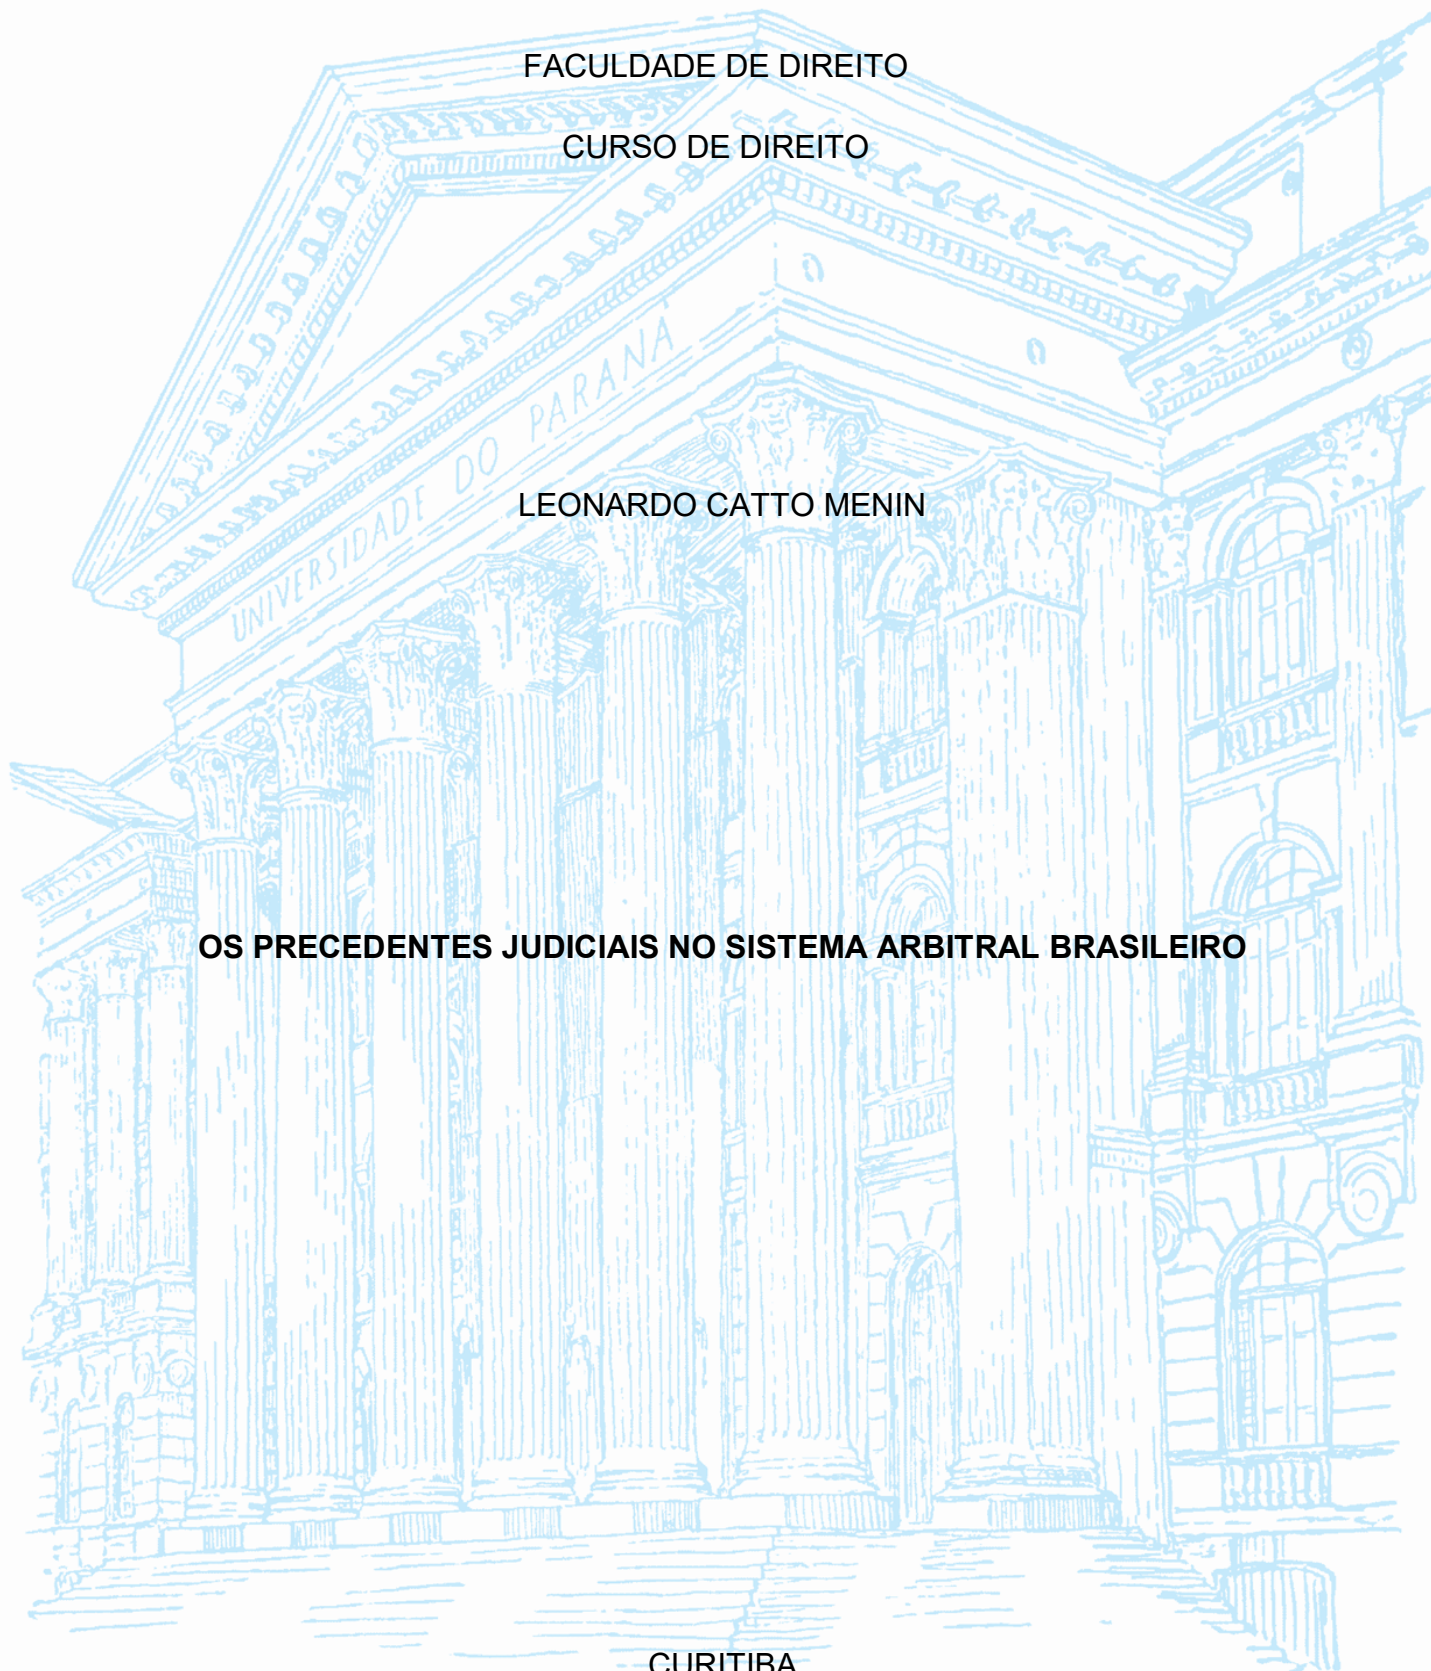 FACULDADE DE DIREITO
CURSO DE DIREITO
LEONARDO CATTO MENIN
UNIVERSIDADE DO PARANÁ
OS PRECEDENTES JUDICIAIS NO SISTEMA ARBITRAL BRASILEIRO
CURITIBA